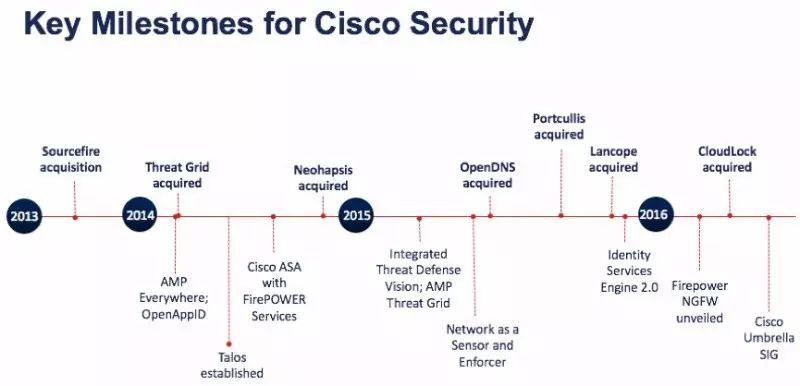 Key Milestones for Cisco Security
Portcullis
acquired
Sourcefire
acquisition
Threat Grid
acquired
Neohapsis
acquired
OpenDNS
acquired
Lancope
acquired
CloudLock
acquired
2013
2014
2015
2016
AMP
Everywhere;
OpenAppID
Talos
established
Cisco ASA
with
FirePOWER
Services
Integrated
Threat Defense
Vision; AMP
Threat Grid
Network as a
Sensor and
Enforcer
Identity
Services
Engine 2.0
Firepower
NGFW
unveiled
Cisco
Umbrella
SIG